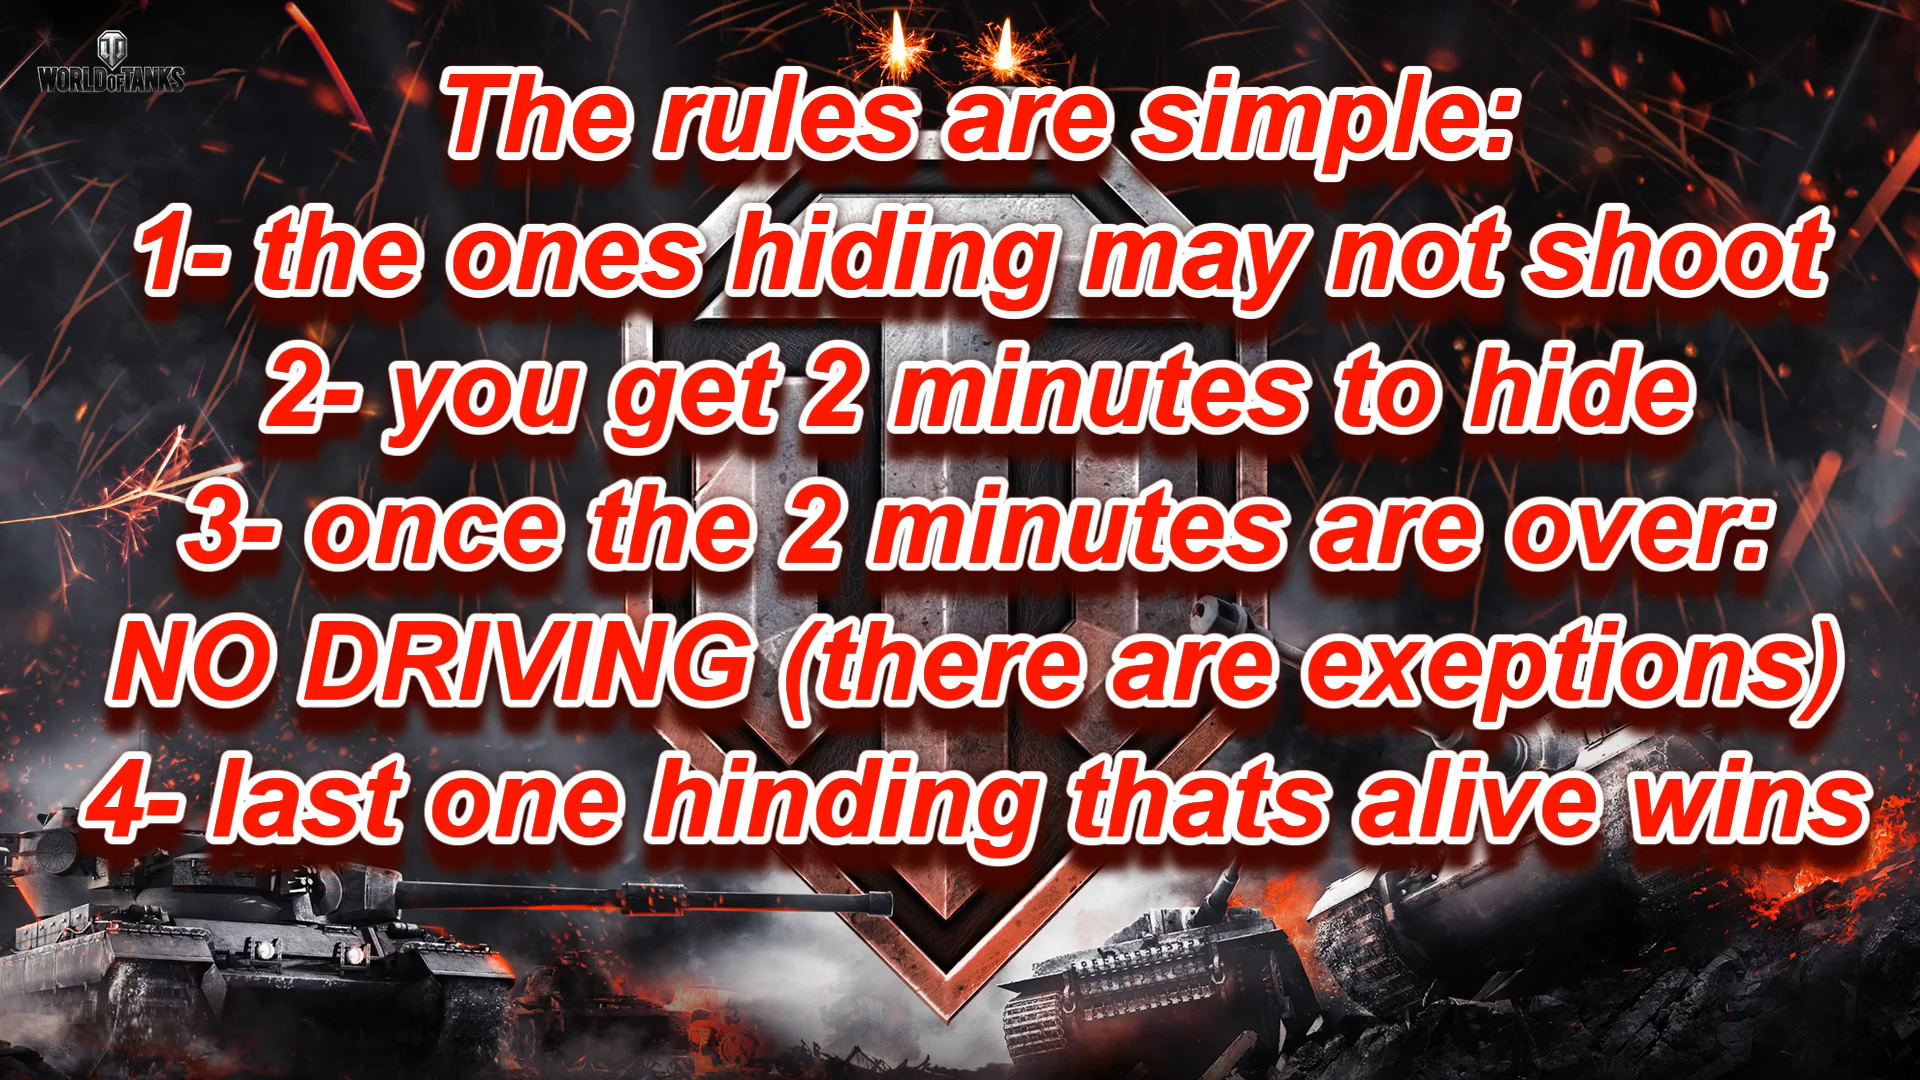 WORLD OF TANKS
The rules are simple:
1- the ones hiding may not shoot
2- you get 2 minutes to hide
3- once the 2 minutes are over:
NO DRIVING (there are exeptions)
4- last one hinding thats alive wins